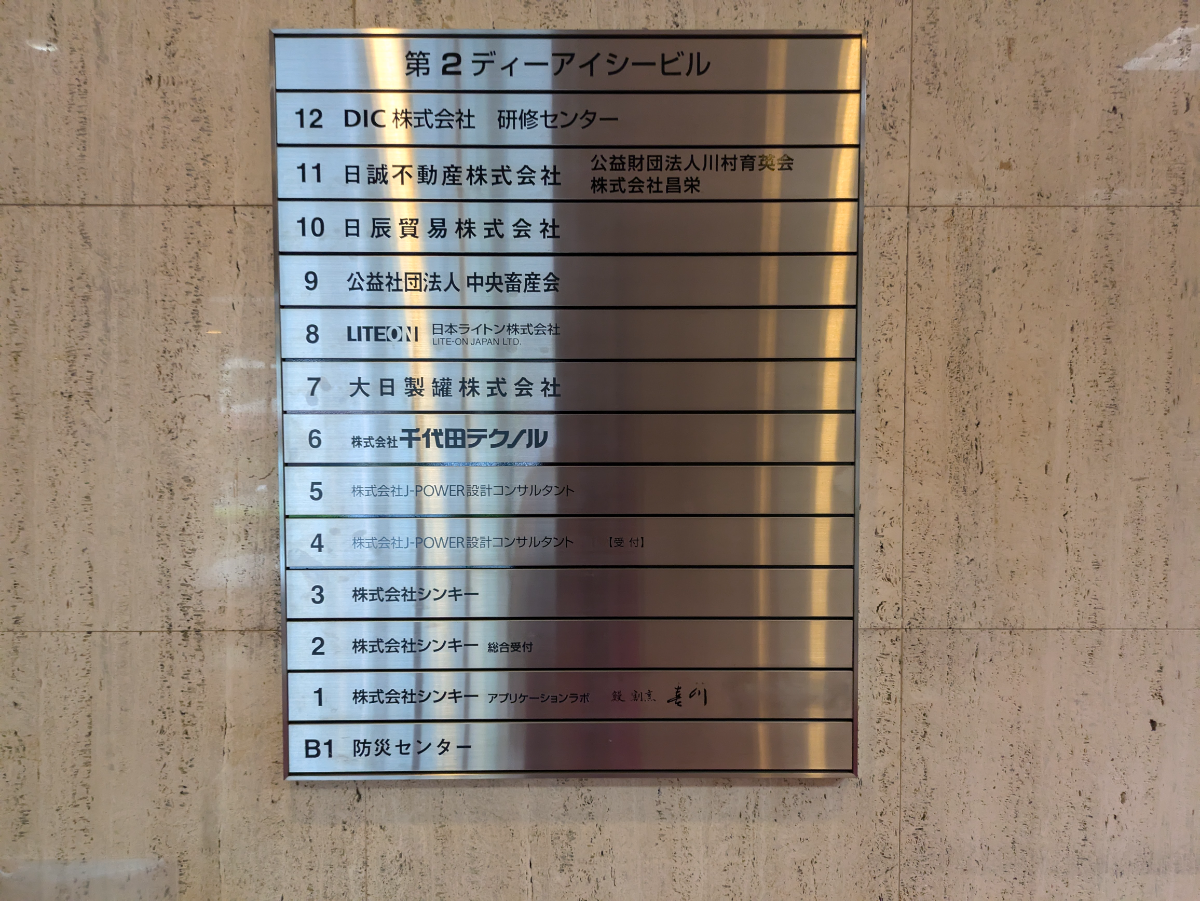 第2ディーアイシービル
12 DIC 株式会社 研修センター
11 日誠不動産株式会社 公益財団法人川村育英会
株式会社昌栄
10 日辰貿易株式会社
9 公益社団法人 中央畜産会
8 LITEON 日本ライトン株式会社
LITE-ON JAPAN LTD.
7 大日製罐株式会社
6 株式会社千代田テクノル
5 株式会社J-POWER設計コンサルタント
4 株式会社J-POWER設計コンサルタント 【受付】
3 株式会社シンキー
2 株式会社シンキー 総合受付
1 株式会社シンキー アプリケーションラボ 割烹 喜川
B1 防災センター